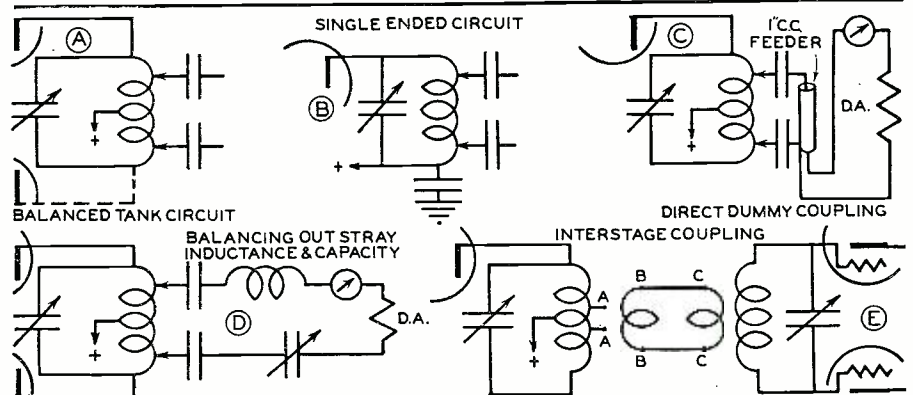 SINGLE ENDED CIRCUIT
A
B
C
1" C.C.
FEEDER
D.A.
+
+
+
BALANCED TANK CIRCUIT
DIRECT DUMMY COUPLING
BALANCING OUT STRAY
INDUCTANCE & CAPACITY
INTERSTAGE COUPLING
D
D.A.
+
A
A
B
C
B
C
E
+